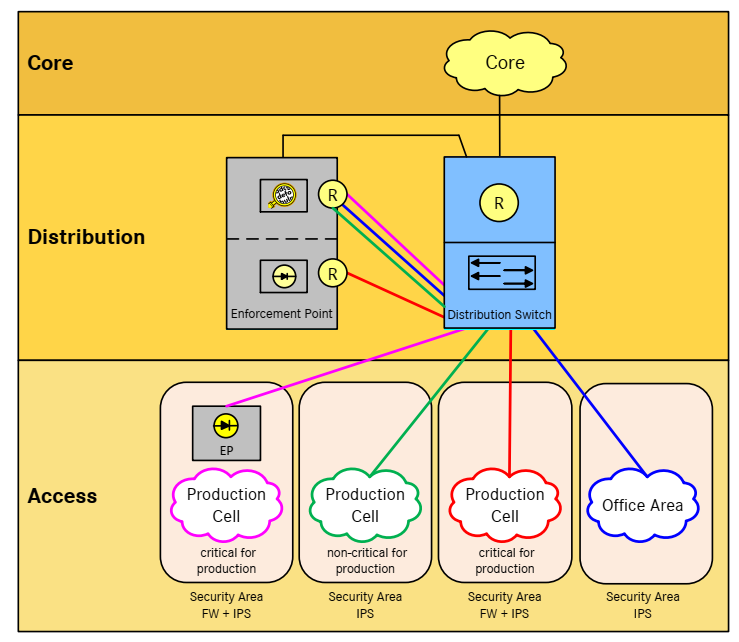 Core
Core
Distribution
R
R
Enforcement Point
R
Distribution Switch
Access
EP
Production
Cell
critical for
production
Security Area
FW + IPS
Production
Cell
non-critical for
production
Security Area
IPS
Production
Cell
critical for
production
Security Area
FW + IPS
Office Area
Security Area
IPS